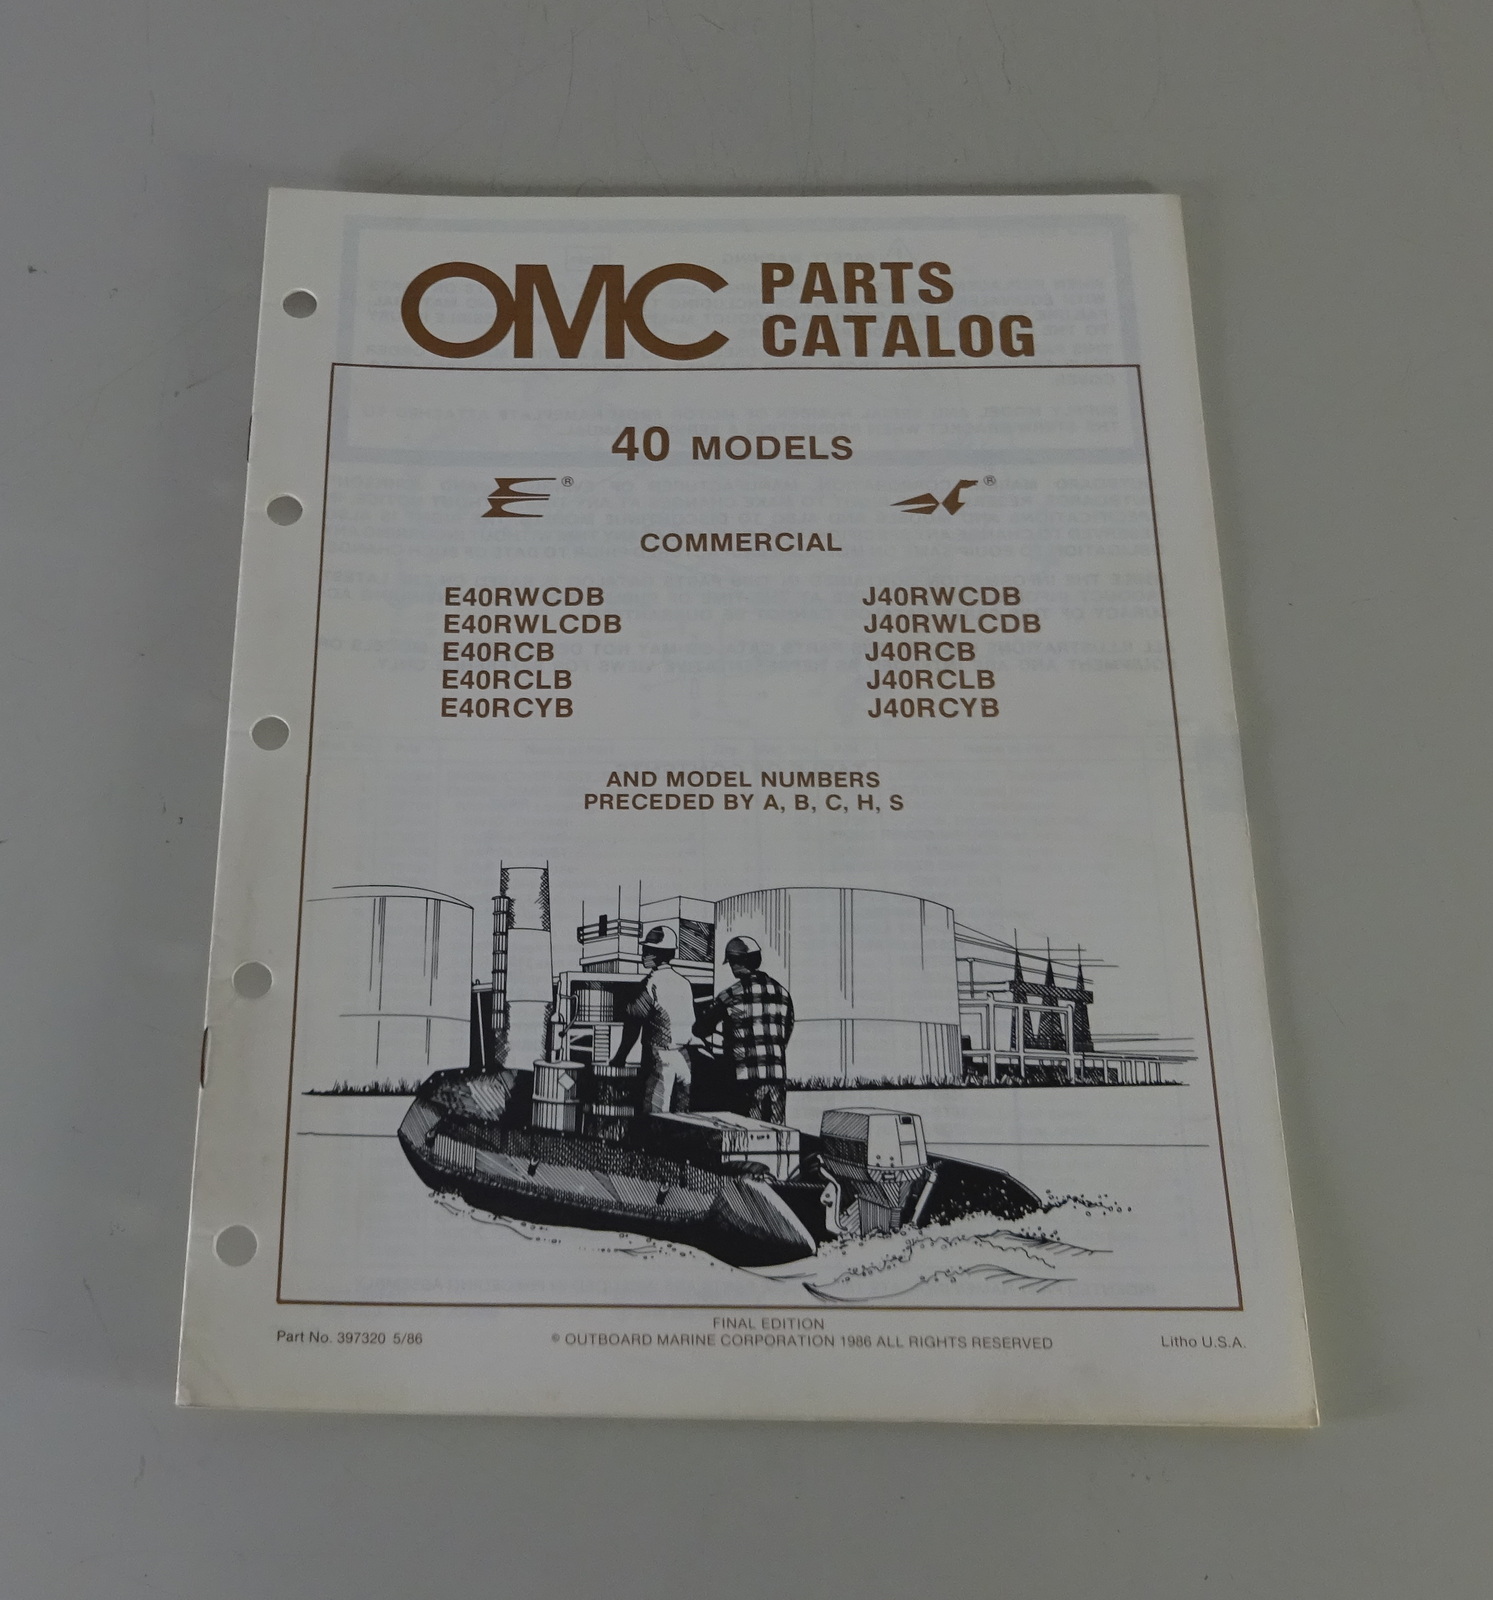 OMC PARTS CATALOG
40 MODELS
® ®
COMMERCIAL
E40RWCDB J40RWCDB
E40RWLCDB J40RWLCDB
E40RCB J40RCB
E40RCLB J40RCLB
E40RCYB J40RCYB
AND MODEL NUMBERS
PRECEDED BY A, B, C, H, S
FINAL EDITION
Part No. 397320 5/86 © OUTBOARD MARINE CORPORATION 1986 ALL RIGHTS RESERVED Litho U.S.A.